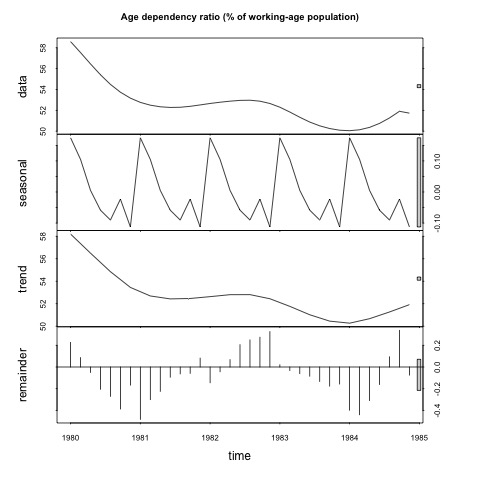 Age dependency ratio (% of working-age population)
data
50 52 54 56 58
seasonal
-0.10 0.00 0.10
trend
50 52 54 56 58
remainder
-0.4 -0.2 0.0 0.2
1980 1981 1982 1983 1984 1985
time